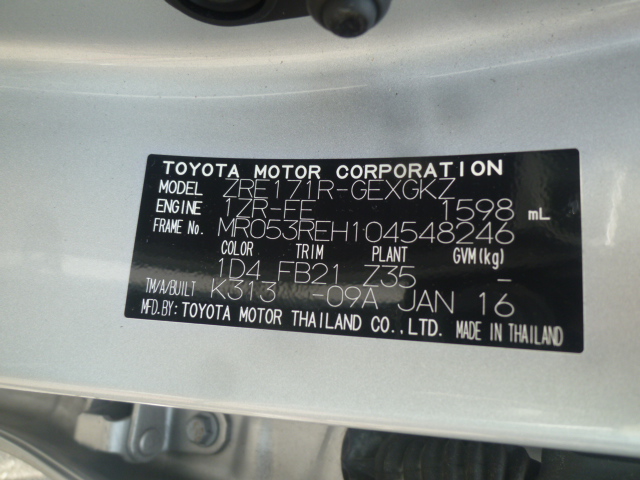 TOYOTA MOTOR CORPORATION
MODEL ZRE171R-GEXGKZ
ENGINE 1ZR-FE 1598 mL
FRAME No. MR053REH104548246
COLOR TRIM PLANT GVM(kg)
1D4 FB21 Z35 -
TM/A/BUILT K313 -09A JAN 16
MFD.BY: TOYOTA MOTOR THAILAND CO.,LTD. MADE IN THAILAND